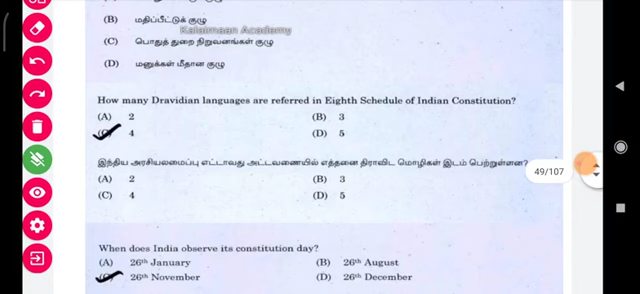 (B) மதிப்பீட்டுக் குழு
Kalaimaan Academy
(C) பொதுத் துறை நிறுவனங்கள் குழு
(D) மனுக்கள் மீதான குழு
How many Dravidian languages are referred in Eighth Schedule of Indian Constitution?
(A) 2 (B) 3
4 (D) 5
இந்திய அரசியலமைப்பு எட்டாவது அட்டவணையில் எத்தனை திராவிட மொழிகள் இடம் பெற்றுள்ளன?
49/107
(A) 2 (B) 3
(C) 4 (D) 5
When does India observe its constitution day?
(A) 26th January (B) 26th August
26th November (D) 26th December